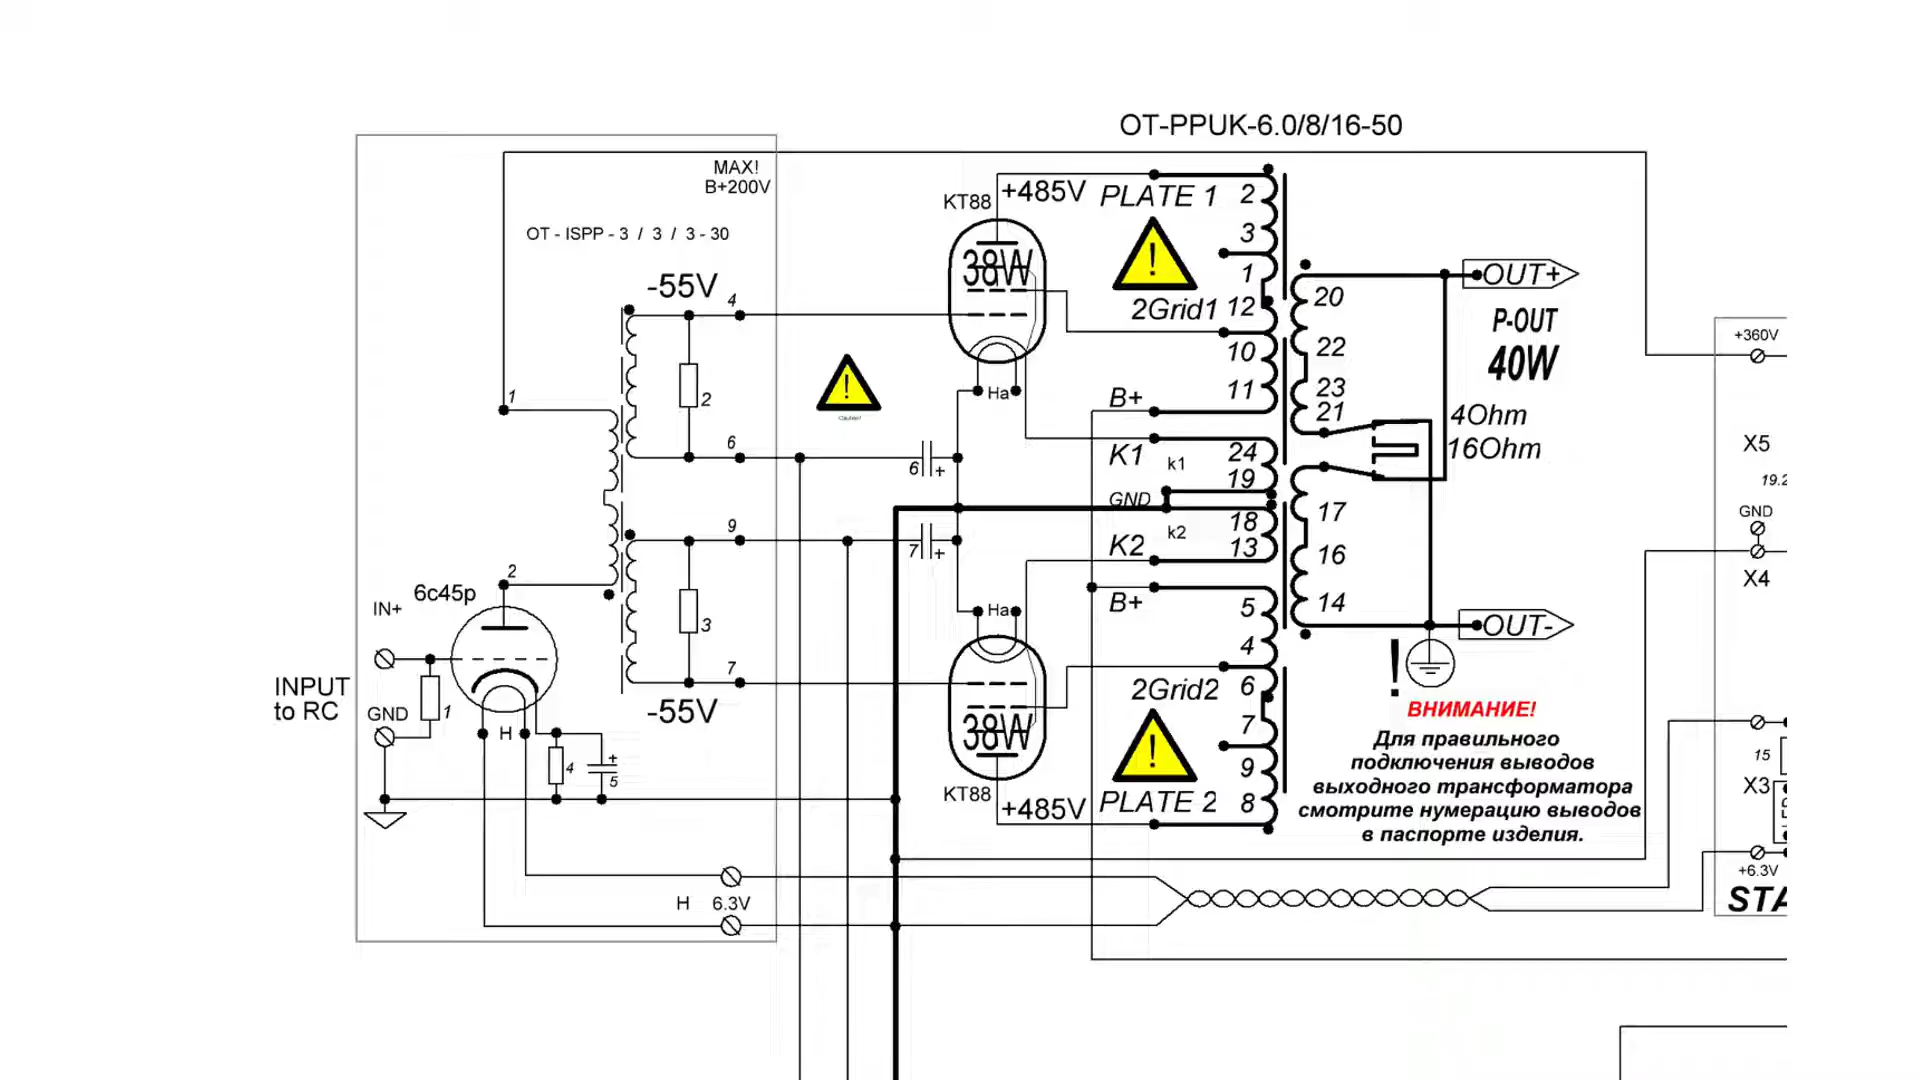 OT-PPUK-6.0/8/16-50
MAX!
B+200V
OT - ISPP - 3 / 3 / 3 - 30
-55V
4
2
6
1
2
9
3
7
-55V
6c45p
IN+
INPUT
to RC
GND
1
H
4
+
5
H 6.3V
KT88
+485V
38W
Ha
6
+
7
+
Ha
38W
KT88
+485V
PLATE 1
!
!
2Grid1
B+
K1
k1
GND
k2
K2
B+
2Grid2
!
PLATE 2
2
3
1
12
10
11
24
19
18
13
5
4
6
7
9
8
20
22
23
21
17
16
14
OUT+
P-OUT
40W
4Ohm
16Ohm
OUT-
!
ВНИМАНИЕ!
Для правильного
подключения выводов
выходного трансформатора
смотрите нумерацию выводов
в паспорте изделия.
+360V
X5
19.2
GND
X4
15
X3
+6.3V
STA